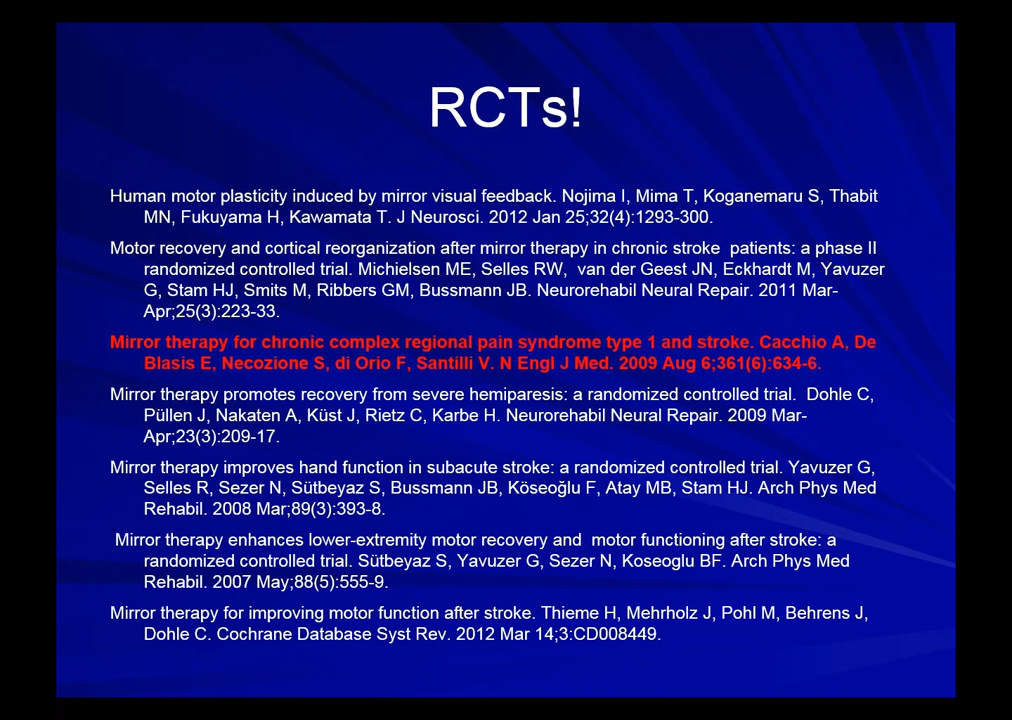 RCTs!
Human motor plasticity induced by mirror visual feedback. Nojima I, Mima T, Koganemaru S, Thabit
MN, Fukuyama H, Kawamata T. J Neurosci. 2012 Jan 25;32(4):1293-300.
Motor recovery and cortical reorganization after mirror therapy in chronic stroke patients: a phase II
randomized controlled trial. Michielsen ME, Selles RW, van der Geest JN, Eckhardt M, Yavuzer
G, Stam HJ, Smits M, Ribbers GM, Bussmann JB. Neurorehabil Neural Repair. 2011 Mar-
Apr;25(3):223-33.
Mirror therapy for chronic complex regional pain syndrome type 1 and stroke. Cacchio A, De
Blasis E, Necozione S, di Orio F, Santilli V. N Engl J Med. 2009 Aug 6;361(6):634-6.
Mirror therapy promotes recovery from severe hemiparesis: a randomized controlled trial. Dohle C,
Püllen J, Nakaten A, Küst J, Rietz C, Karbe H. Neurorehabil Neural Repair. 2009 Mar-
Apr;23(3):209-17.
Mirror therapy improves hand function in subacute stroke: a randomized controlled trial. Yavuzer G,
Selles R, Sezer N, Sütbeyaz S, Bussmann JB, Köseoğlu F, Atay MB, Stam HJ. Arch Phys Med
Rehabil. 2008 Mar;89(3):393-8.
Mirror therapy enhances lower-extremity motor recovery and motor functioning after stroke: a
randomized controlled trial. Sütbeyaz S, Yavuzer G, Sezer N, Koseoglu BF. Arch Phys Med
Rehabil. 2007 May;88(5):555-9.
Mirror therapy for improving motor function after stroke. Thieme H, Mehrholz J, Pohl M, Behrens J,
Dohle C. Cochrane Database Syst Rev. 2012 Mar 14;3:CD008449.